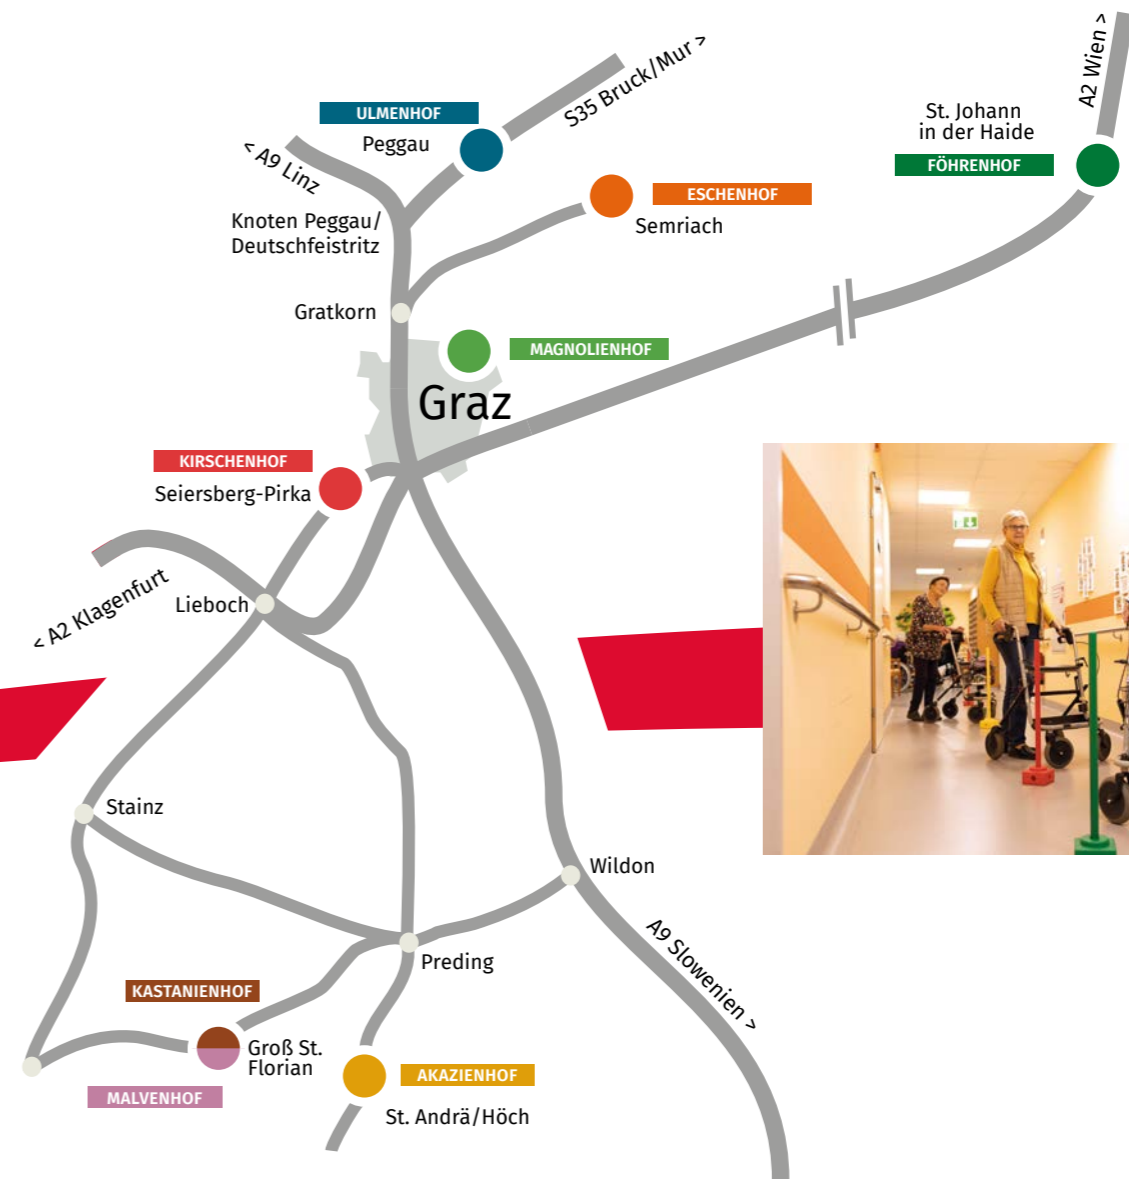 A2 Wien >
S35 Bruck/Mur >
ULMENHOF
Peggau
St. Johann
in der Haide
FÖHRENHOF
< A9 Linz
ESCHENHOF
Semriach
Knoten Peggau/
Deutschfeistritz
Gratkorn
MAGNOLIENHOF
Graz
KIRSCHENHOF
Seiersberg-Pirka
< A2 Klagenfurt
Lieboch
Stainz
Wildon
A9 Slowenien >
Preding
KASTANIENHOF
Groß St.
Florian
MALVENHOF
AKAZIENHOF
St. Andrä/Höch